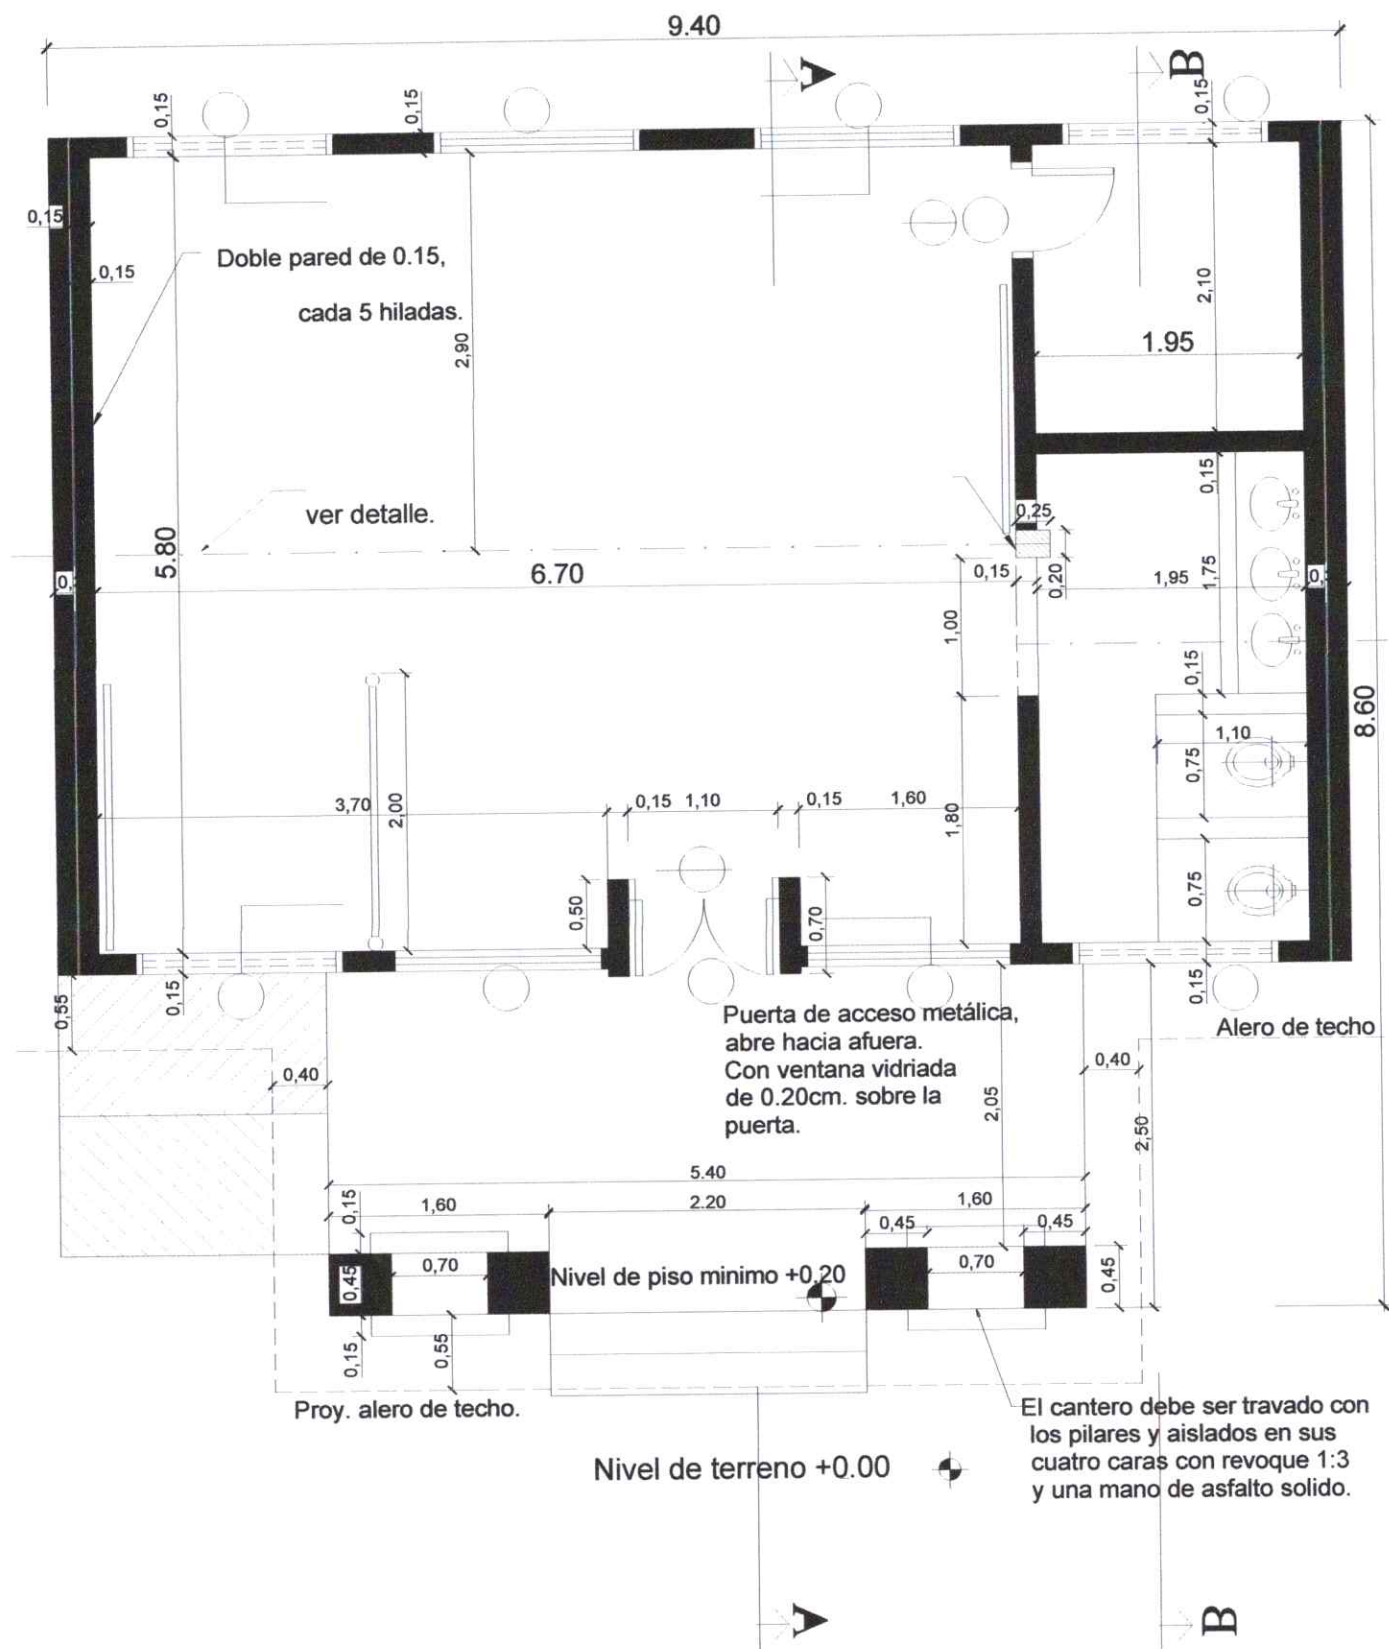 9.40
A
B
0,15
0,15
0,15
0,15
0,15
Doble pared de 0.15,
cada 5 hiladas.
2,90
2,10
1.95
0,15
ver detalle.
0,25
5.80
6.70
0,15
0,20
1,95
1,75
1,00
0,15
8.60
1,10
0,75
3,70
2,00
0,15
1,10
0,15
1,60
1,80
0,50
0,70
0,75
0,55
0,15
0,15
Puerta de acceso metálica,
abre hacia afuera.
Con ventana vidriada
de 0.20cm. sobre la
puerta.
Alero de techo
0,40
0,40
2,05
2,50
5.40
0,15
1,60
2.20
1,60
0,45
0,45
0,45
0,70
Nivel de piso minimo +0.20
0,70
0,45
0,15
0,55
Proy. alero de techo.
El cantero debe ser travado con
los pilares y aislados en sus
cuatro caras con revoque 1:3
y una mano de asfalto solido.
Nivel de terreno +0.00
A
B